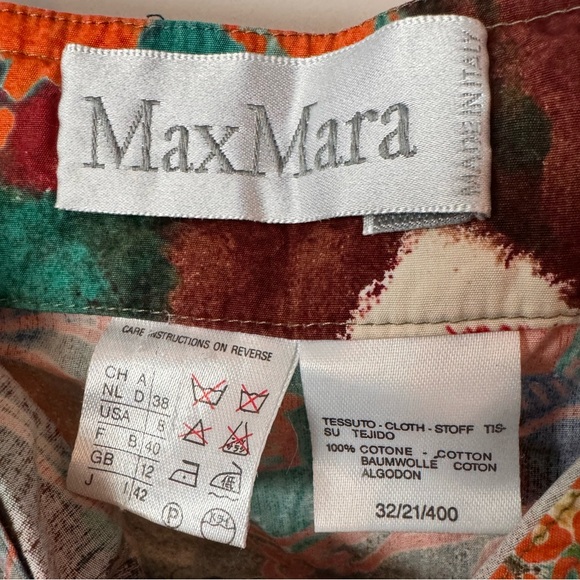 MaxMara
MADE IN ITALY
CARE INSTRUCTIONS ON REVERSE
CH A
NL D 38
USA 8
F B 40
GB 12
J I 42
P
TESSUTO - CLOTH - STOFF TIS-
SU TEJIDO
100% COTONE - COTTON
BAUMWOLLE COTON
ALGODON
32/21/400